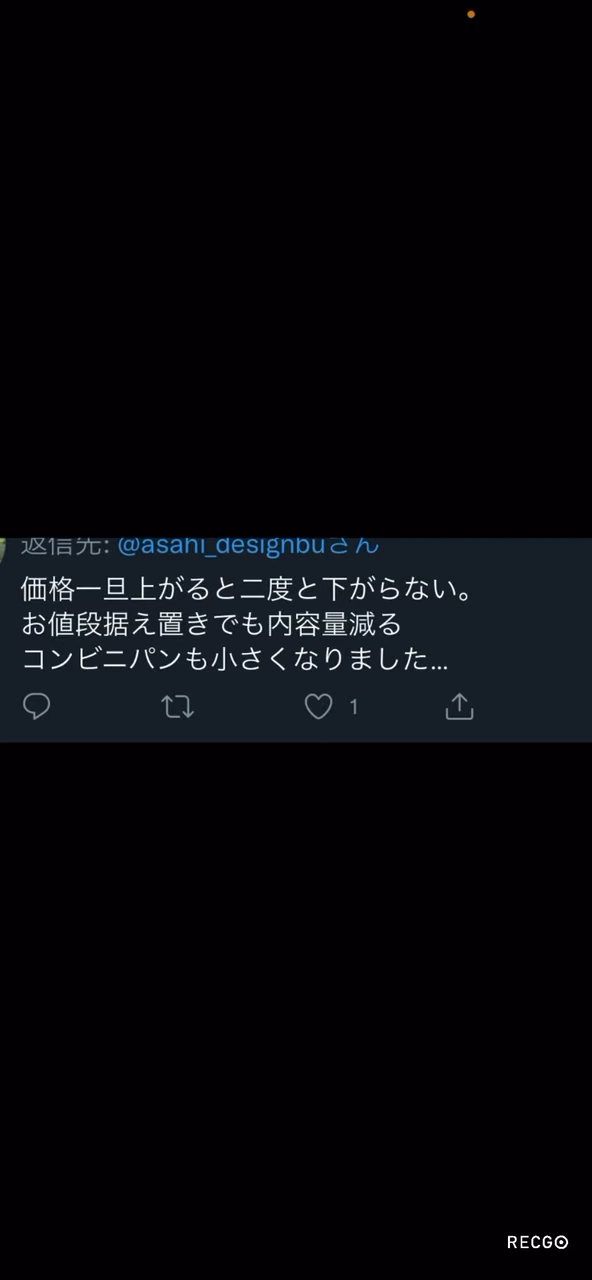 返信先: @asahi_designbuさん
価格一旦上がると二度と下がらない。
お値段据え置きでも内容量減る
コンビニパンも小さくなりました…
1
RECGO